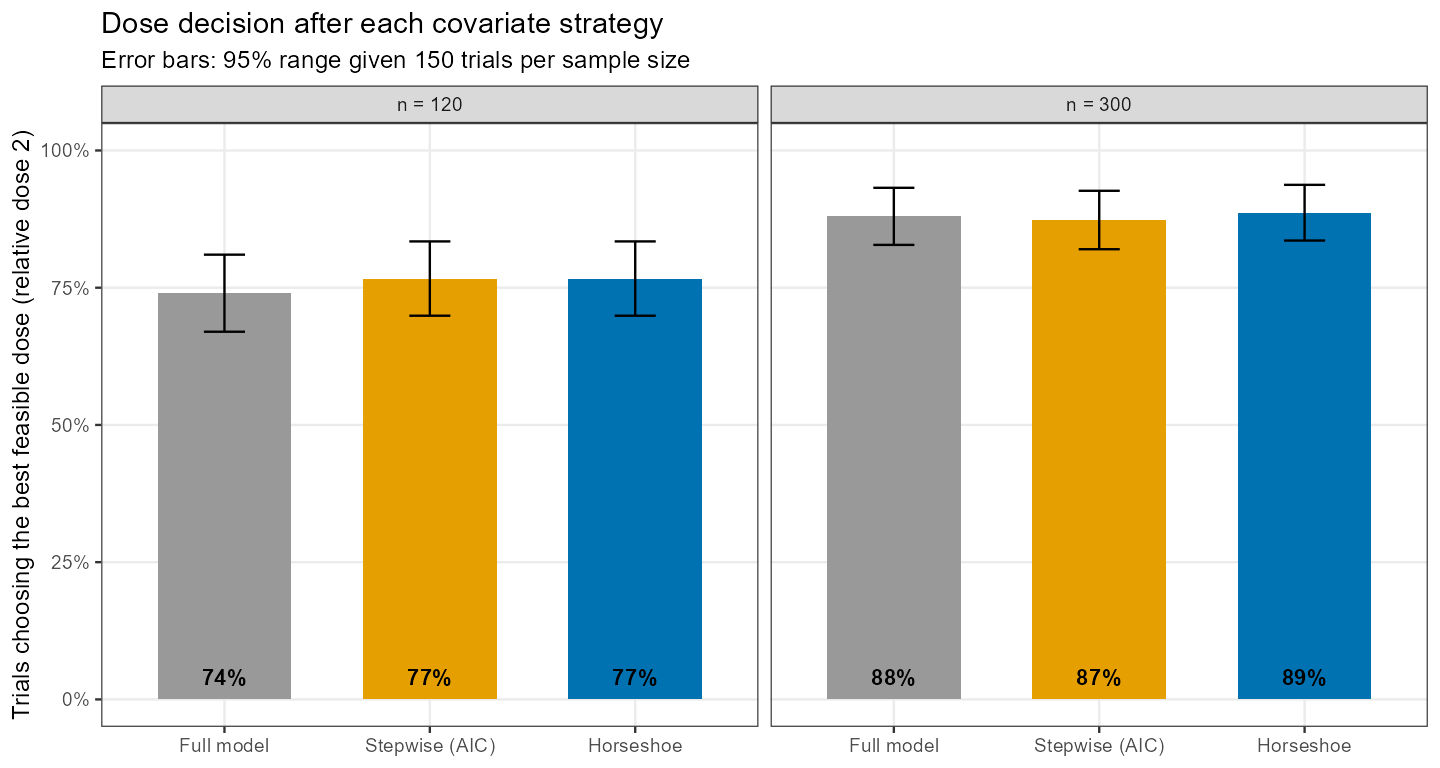 Dose decision after each covariate strategy
Error bars: 95% range given 150 trials per sample size
n = 120
n = 300
Trials choosing the best feasible dose (relative dose 2)
100%
75%
50%
25%
0%
74%
77%
77%
88%
87%
89%
Full model
Stepwise (AIC)
Horseshoe
Full model
Stepwise (AIC)
Horseshoe